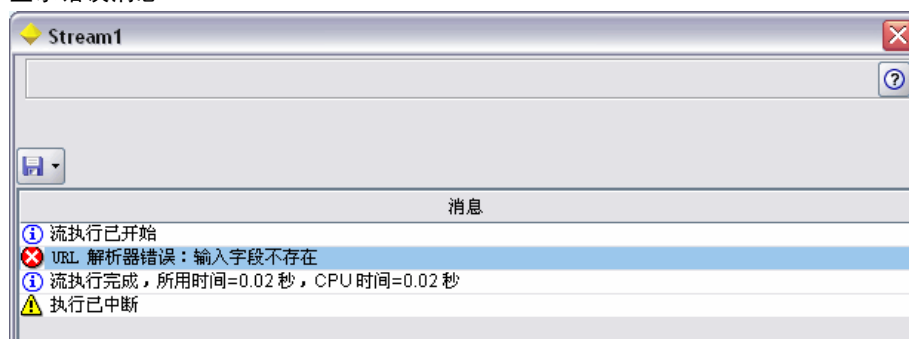 Stream1
消息
流执行已开始
URL 解析器错误：输入字段不存在
流执行完成，所用时间=0.02 秒，CPU 时间=0.02 秒
执行已中断